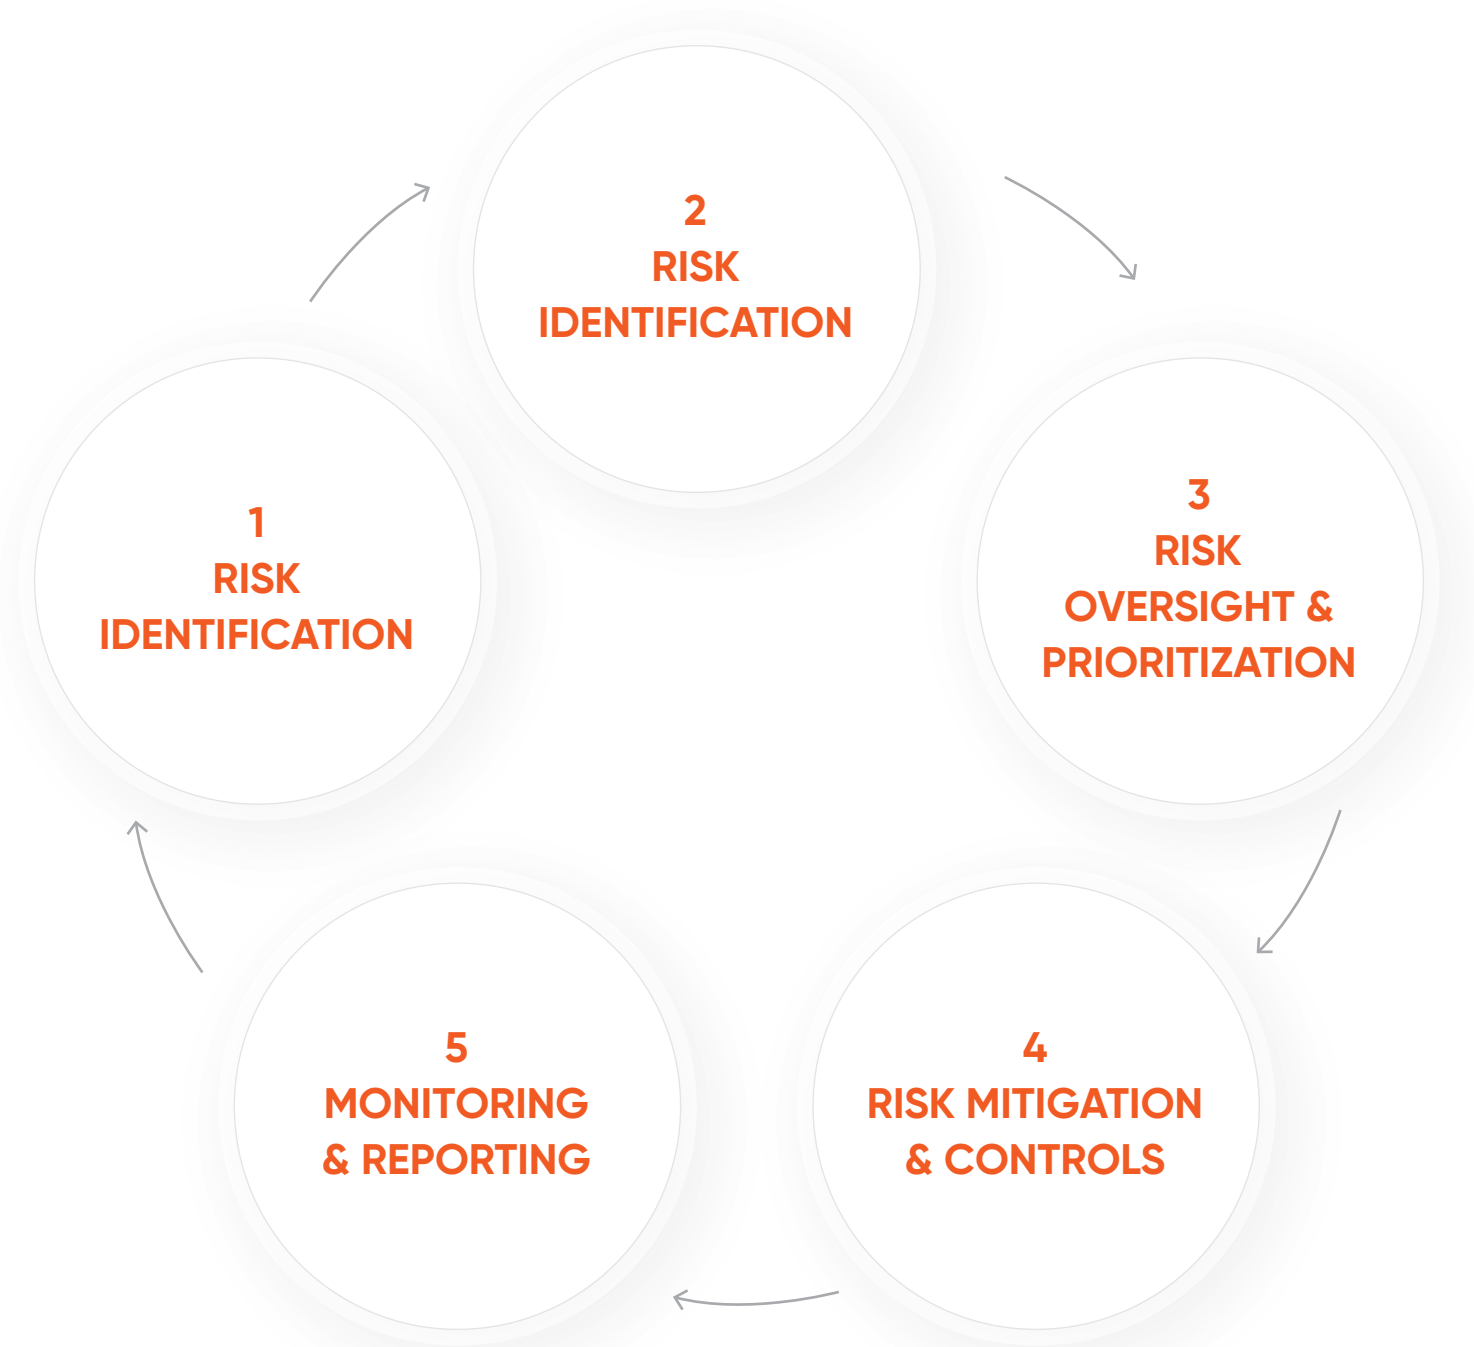 1
RISK
IDENTIFICATION
2
RISK
IDENTIFICATION
3
RISK
OVERSIGHT &
PRIORITIZATION
4
RISK MITIGATION
& CONTROLS
5
MONITORING
& REPORTING